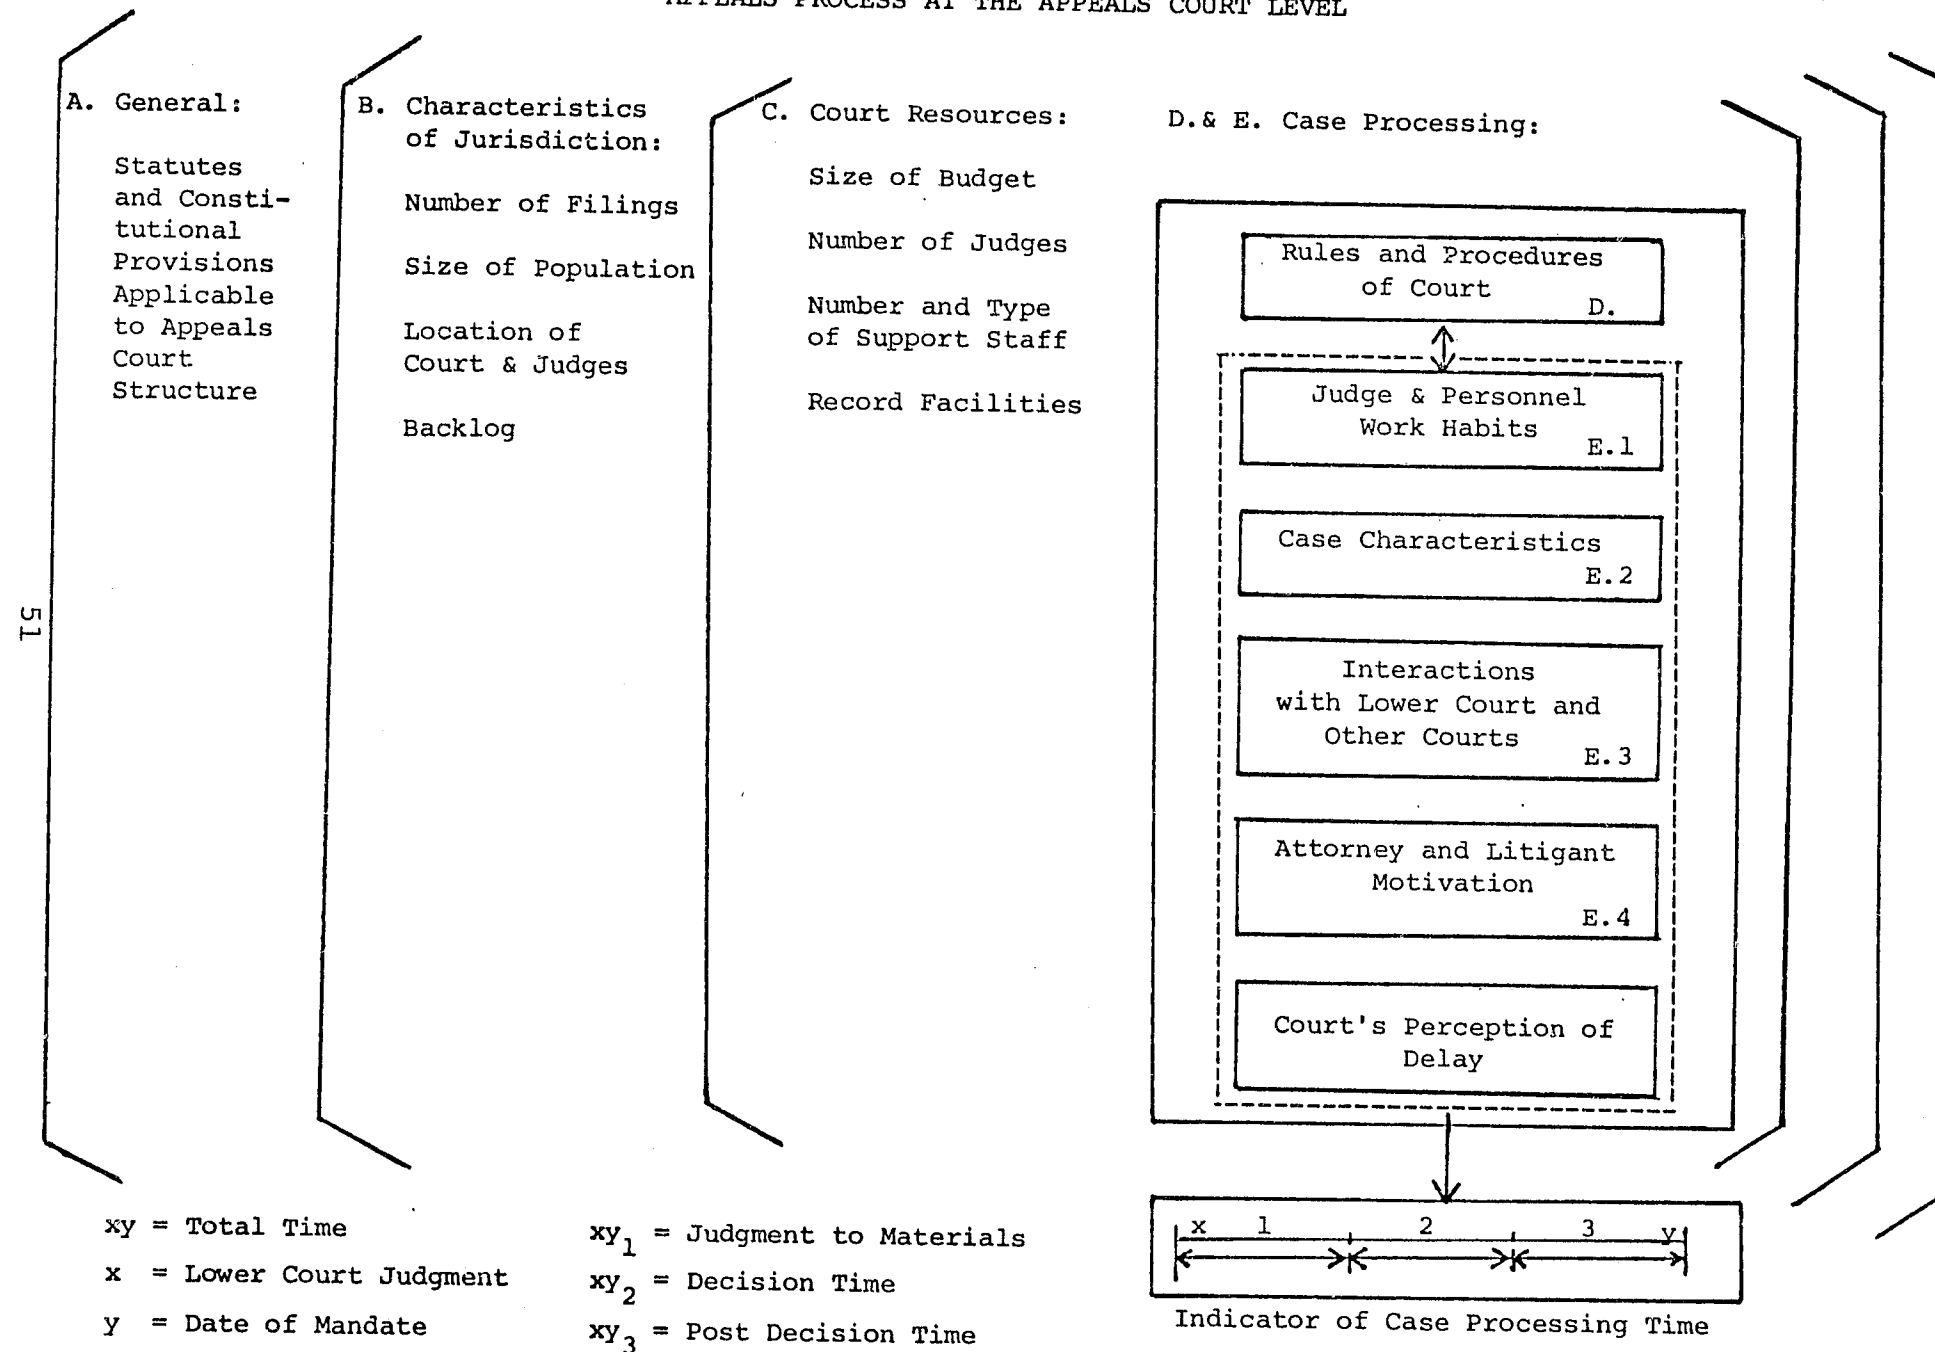 APPEALS PROCESS AT THE APPEALS COURT LEVEL
A. General:
Statutes
and Consti-
tutional
Provisions
Applicable
to Appeals
Court
Structure
B. Characteristics
of Jurisdiction:
Number of Filings
Size of Population
Location of
Court & Judges
Backlog
C. Court Resources:
Size of Budget
Number of Judges
Number and Type
of Support Staff
Record Facilities
D.& E. Case Processing:
Rules and Procedures
of Court
D.
Judge & Personnel
Work Habits
E.1
Case Characteristics
E.2
Interactions
with Lower Court and
Other Courts
E.3
Attorney and Litigant
Motivation
E.4
Court's Perception of
Delay
51
xy = Total Time
x = Lower Court Judgment
y = Date of Mandate
xy1 = Judgment to Materials
xy2 = Decision Time
xy3 = Post Decision Time
x 1 2 3 y
Indicator of Case Processing Time